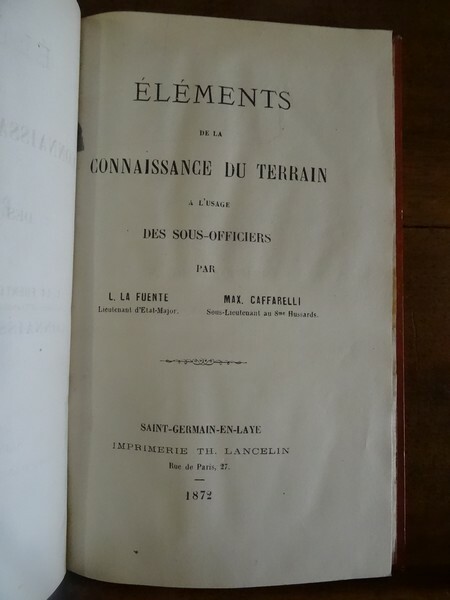 ÉLÉMENTS
DE LA
CONNAISSANCE DU TERRAIN
A L'USAGE
DES SOUS-OFFICIERS
PAR
L. LA FUENTE MAX. CAFFARELLI
Lieutenant d'État-Major. Sous-Lieutenant au 8me Hussards.
SAINT-GERMAIN-EN-LAYE
IMPRIMERIE TH. LANCELIN
Rue de Paris, 27.
1872